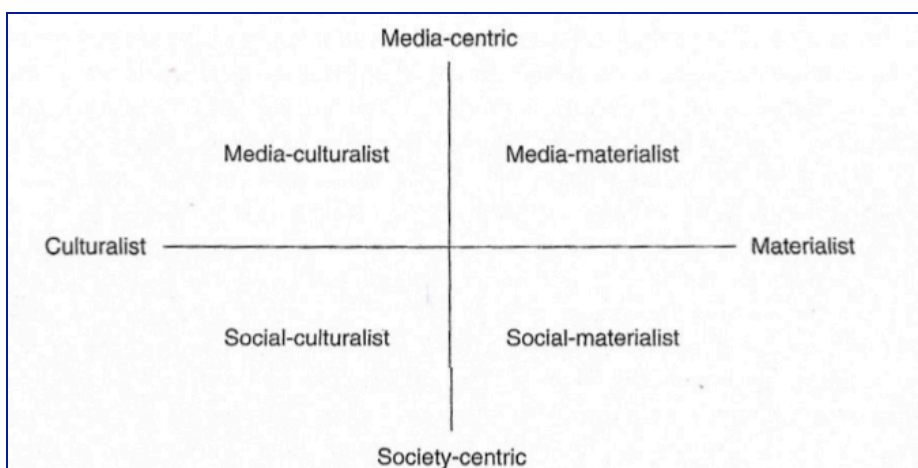 Media-centric
Media-culturalist Media-materialist
Culturalist Materialist
Social-culturalist Social-materialist
Society-centric